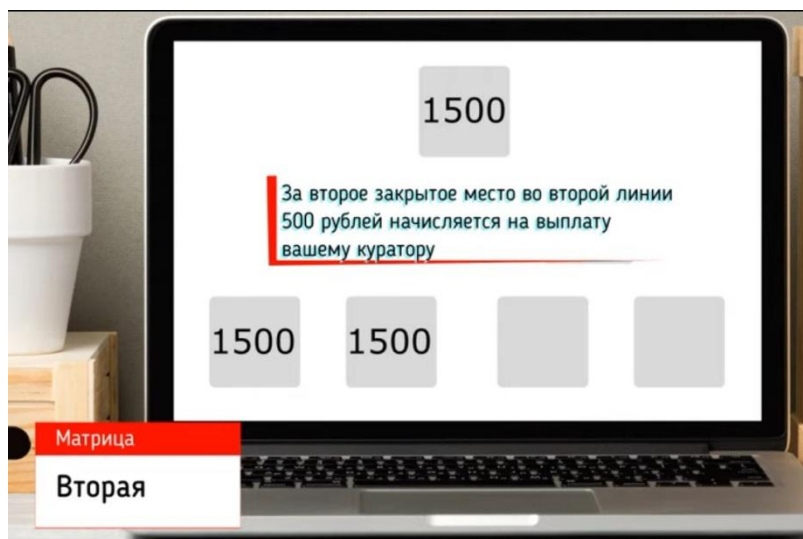 1500
За второе закрытое место во второй линии
500 рублей начисляется на выплату
вашему куратору
1500 1500
Матрица
Вторая